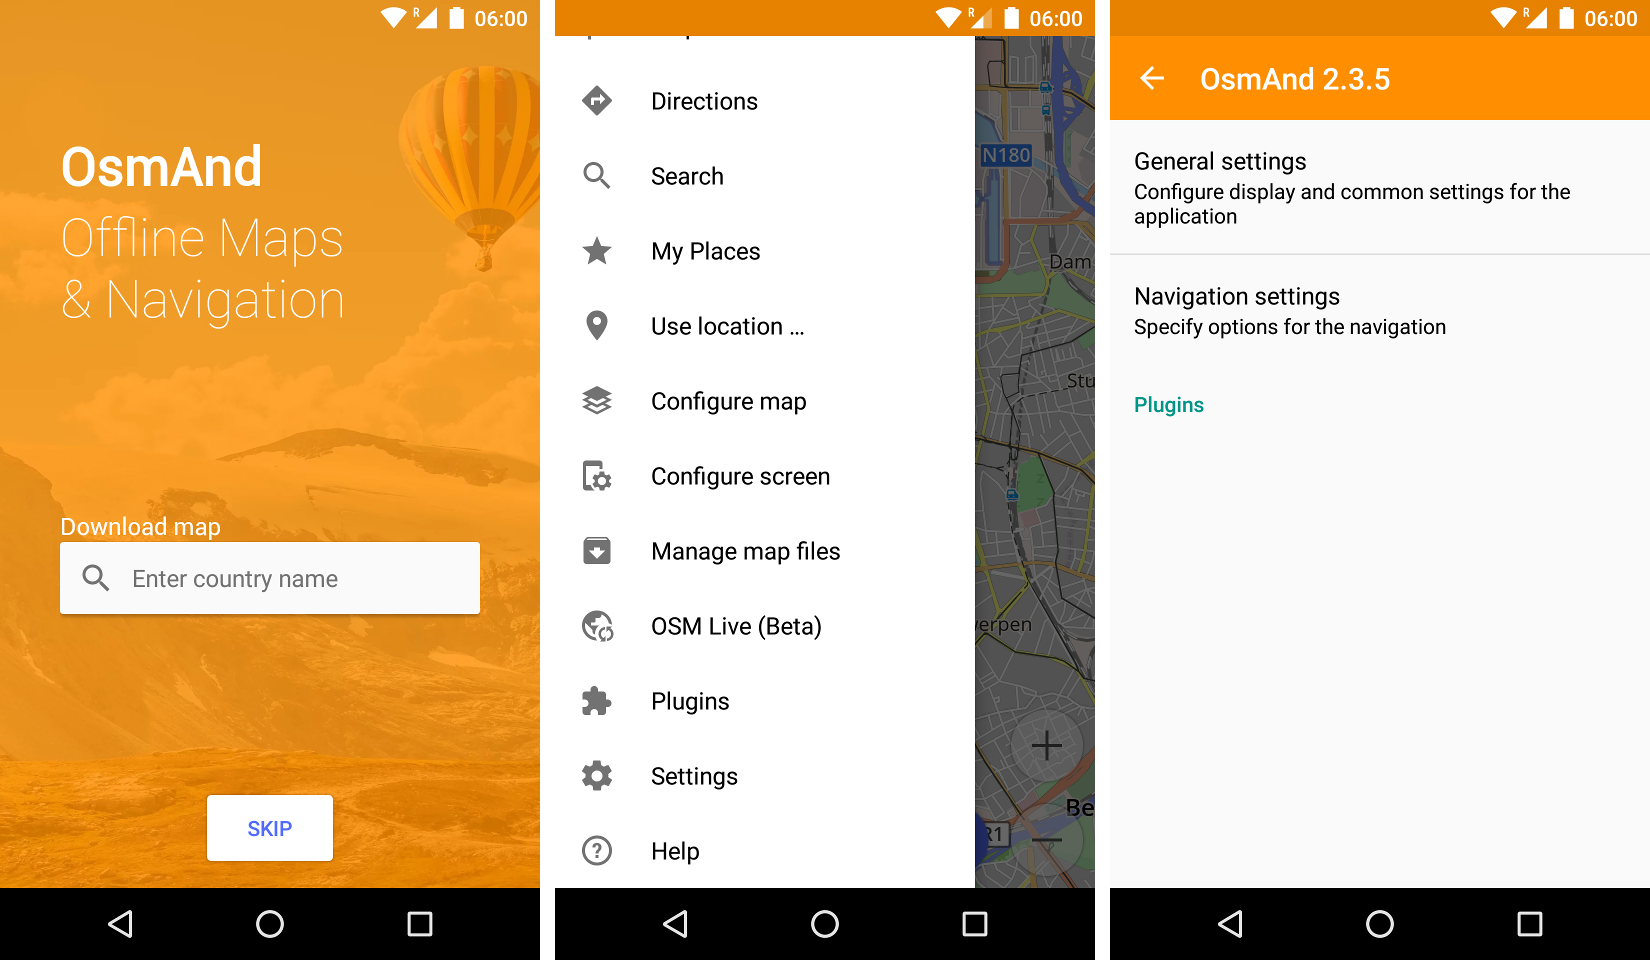 R 06:00
OsmAnd
Offline Maps
& Navigation
Download map
Enter country name
SKIP
R 06:00
Directions
Search
My Places
Use location ...
Configure map
Configure screen
Manage map files
OSM Live (Beta)
Plugins
Settings
Help
N180
Dam
Stu
erpen
Be
R1
R 06:00
OsmAnd 2.3.5
General settings
Configure display and common settings for the
application
Navigation settings
Specify options for the navigation
Plugins